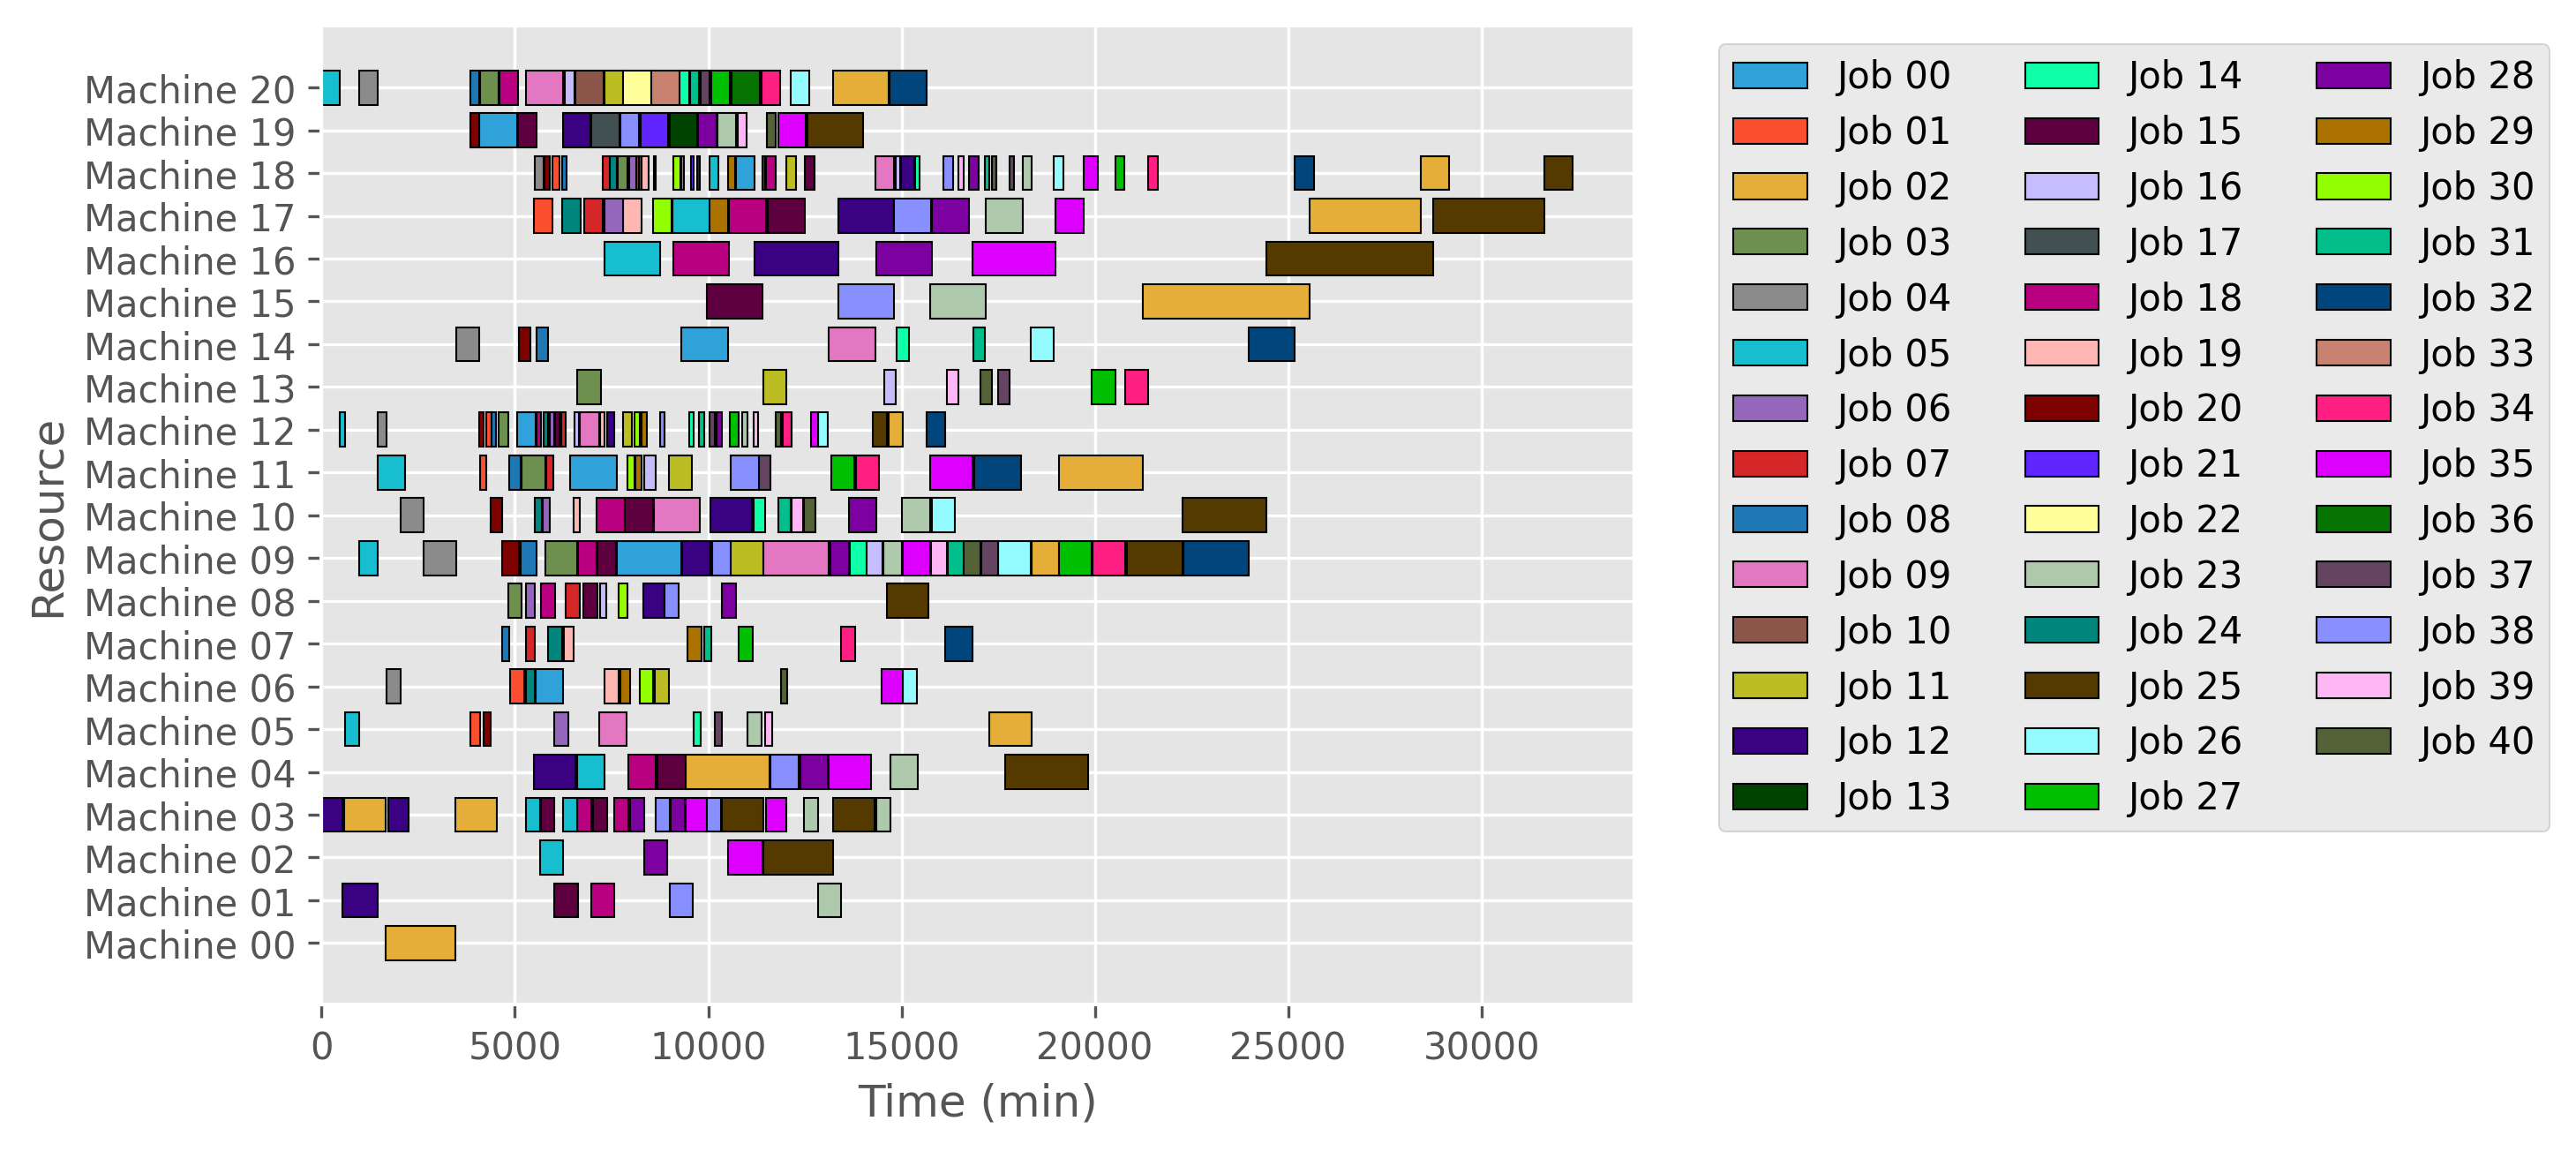 Resource
Machine 20
Machine 19
Machine 18
Machine 17
Machine 16
Machine 15
Machine 14
Machine 13
Machine 12
Machine 11
Machine 10
Machine 09
Machine 08
Machine 07
Machine 06
Machine 05
Machine 04
Machine 03
Machine 02
Machine 01
Machine 00
0 5000 10000 15000 20000 25000 30000
Time (min)
Job 00
Job 01
Job 02
Job 03
Job 04
Job 05
Job 06
Job 07
Job 08
Job 09
Job 10
Job 11
Job 12
Job 13
Job 14
Job 15
Job 16
Job 17
Job 18
Job 19
Job 20
Job 21
Job 22
Job 23
Job 24
Job 25
Job 26
Job 27
Job 28
Job 29
Job 30
Job 31
Job 32
Job 33
Job 34
Job 35
Job 36
Job 37
Job 38
Job 39
Job 40